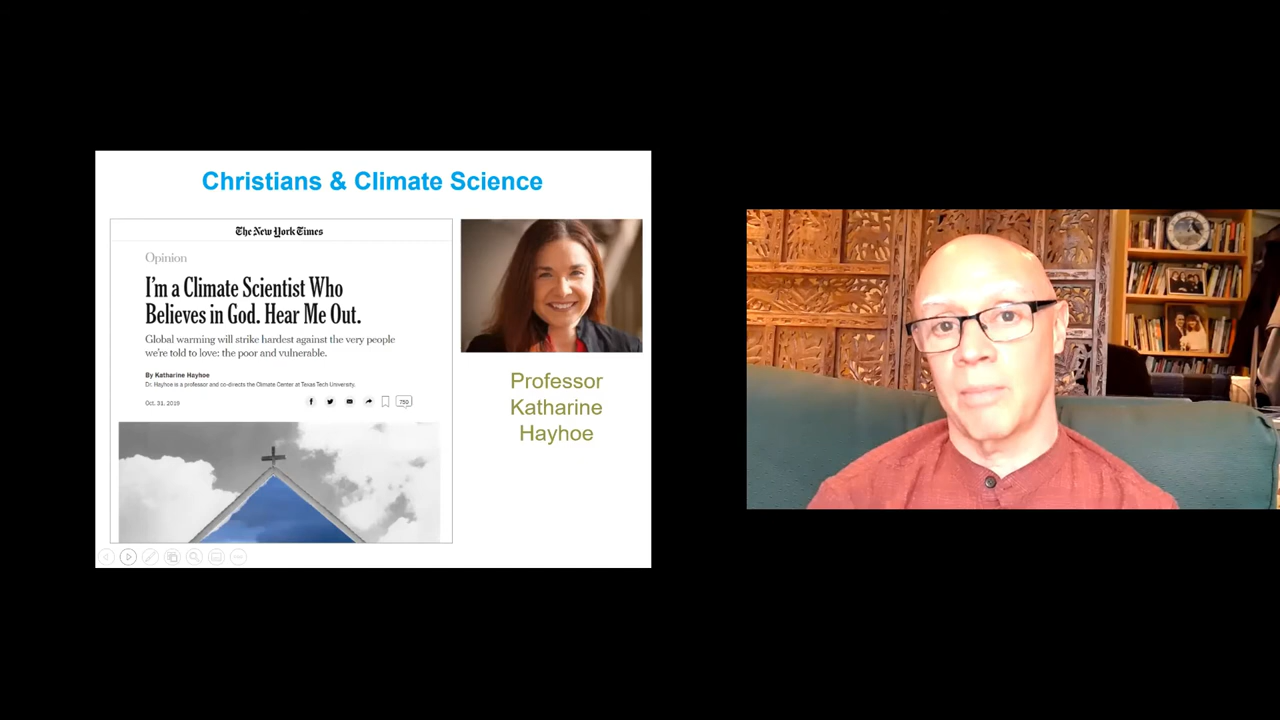 Christians & Climate Science
The New York Times
Opinion
I'm a Climate Scientist Who
Believes in God. Hear Me Out.
Global warming will strike hardest against the very people
we're told to love: the poor and vulnerable.
By Katharine Hayhoe
Dr. Hayhoe is a professor and co-directs the Climate Center at Texas Tech University.
Oct. 31, 2019
Professor
Katharine
Hayhoe